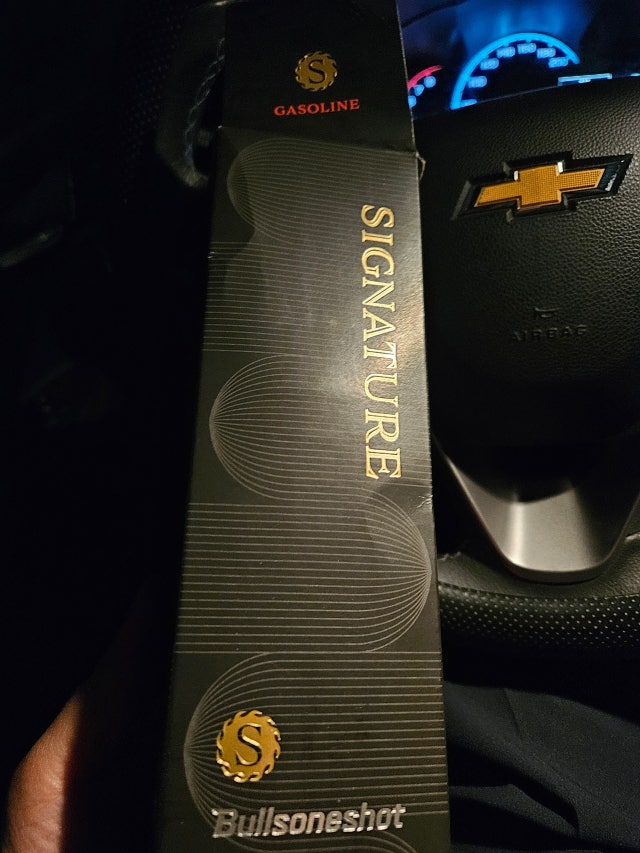 S
GASOLINE
SIGNATURE
AIRBAG
S
Bullsoneshot